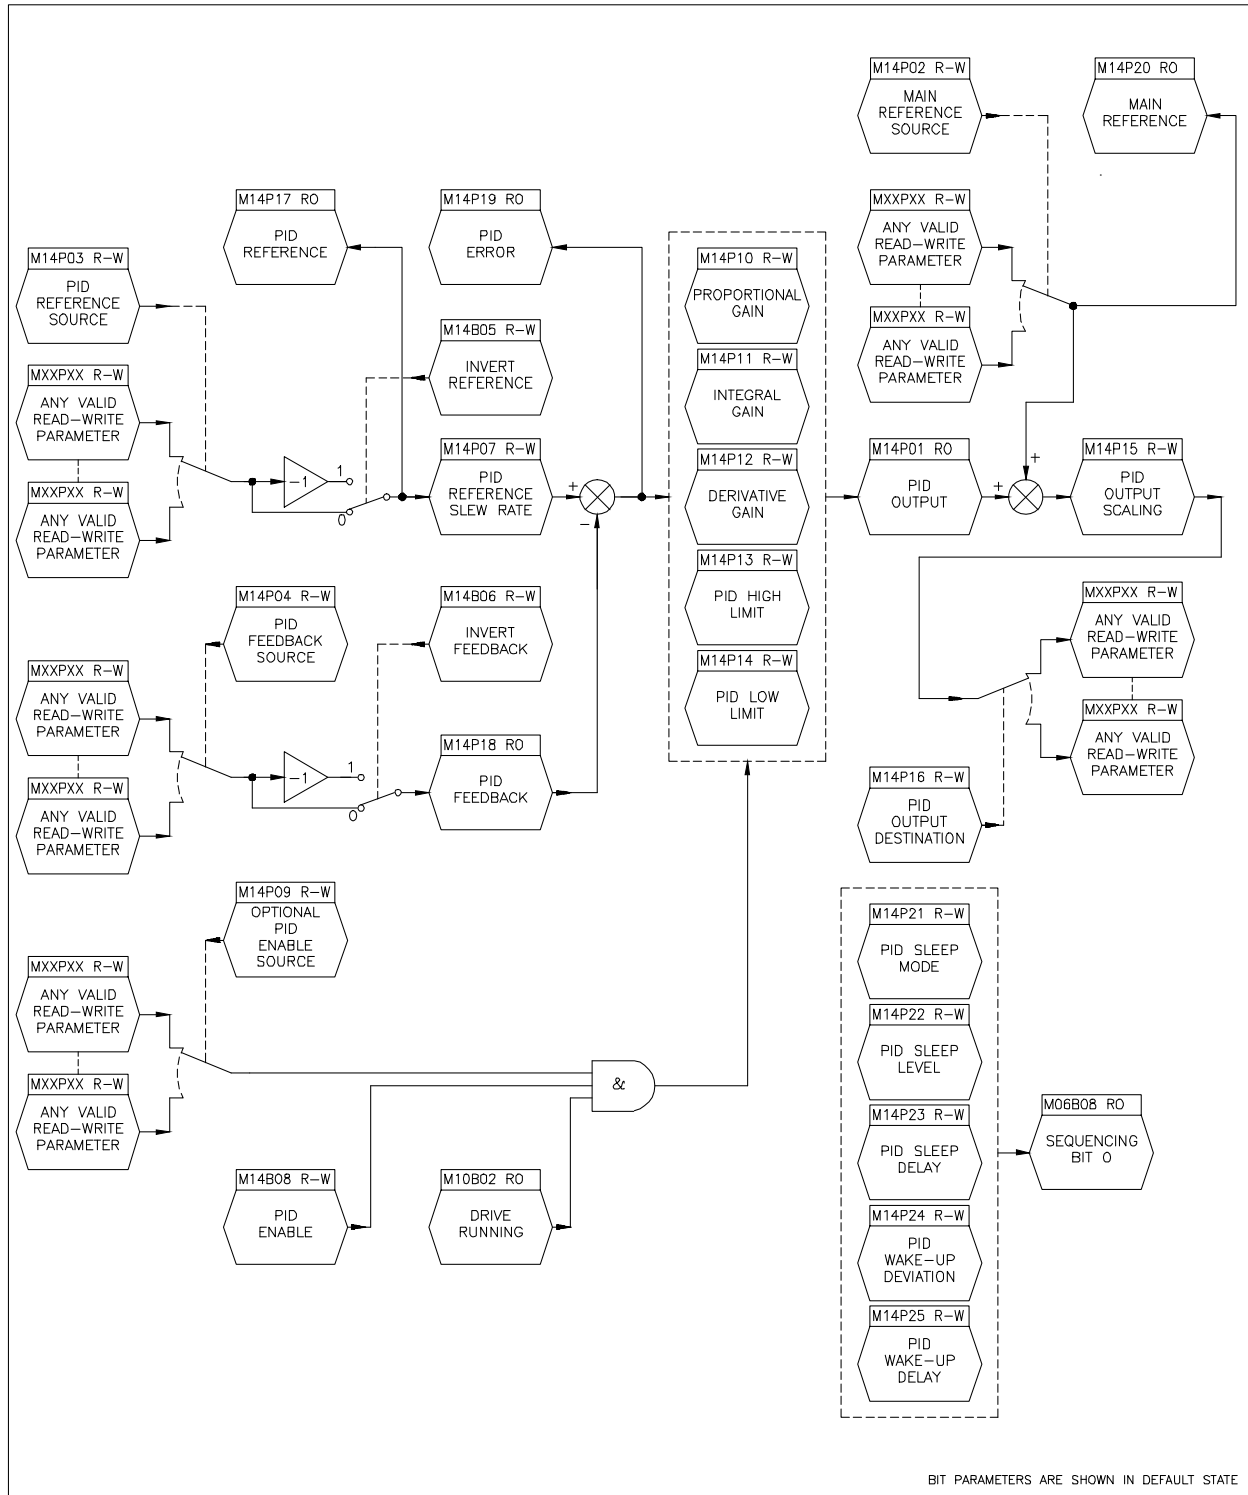 M14P02 R-W
MAIN
REFERENCE
SOURCE
M14P20 RO
MAIN
REFERENCE
M14P17 RO
PID
REFERENCE
M14P19 RO
PID
ERROR
MXXPXX R-W
ANY VALID
READ-WRITE
PARAMETER
M14P03 R-W
PID
REFERENCE
SOURCE
M14P10 R-W
PROPORTIONAL
GAIN
MXXPXX R-W
ANY VALID
READ-WRITE
PARAMETER
M14B05 R-W
INVERT
REFERENCE
M14P11 R-W
INTEGRAL
GAIN
MXXPXX R-W
ANY VALID
READ-WRITE
PARAMETER
M14P07 R-W
PID
REFERENCE
SLEW RATE
M14P12 R-W
DERIVATIVE
GAIN
M14P01 RO
PID
OUTPUT
M14P15 R-W
PID
OUTPUT
SCALING
+
+
-1
1
0
+
-
MXXPXX R-W
ANY VALID
READ-WRITE
PARAMETER
M14P13 R-W
PID HIGH
LIMIT
M14P04 R-W
PID
FEEDBACK
SOURCE
M14B06 R-W
INVERT
FEEDBACK
MXXPXX R-W
ANY VALID
READ-WRITE
PARAMETER
MXXPXX R-W
ANY VALID
READ-WRITE
PARAMETER
M14P14 R-W
PID LOW
LIMIT
MXXPXX R-W
ANY VALID
READ-WRITE
PARAMETER
-1
1
0
M14P18 RO
PID
FEEDBACK
MXXPXX R-W
ANY VALID
READ-WRITE
PARAMETER
M14P16 R-W
PID
OUTPUT
DESTINATION
M14P09 R-W
OPTIONAL
PID
ENABLE
SOURCE
M14P21 R-W
PID SLEEP
MODE
MXXPXX R-W
ANY VALID
READ-WRITE
PARAMETER
M14P22 R-W
PID SLEEP
LEVEL
MXXPXX R-W
ANY VALID
READ-WRITE
PARAMETER
&
M14P23 R-W
PID SLEEP
DELAY
M06B08 RO
SEQUENCING
BIT 0
M14B08 R-W
PID
ENABLE
M10B02 RO
DRIVE
RUNNING
M14P24 R-W
PID
WAKE-UP
DEVIATION
M14P25 R-W
PID
WAKE-UP
DELAY
BIT PARAMETERS ARE SHOWN IN DEFAULT STATE